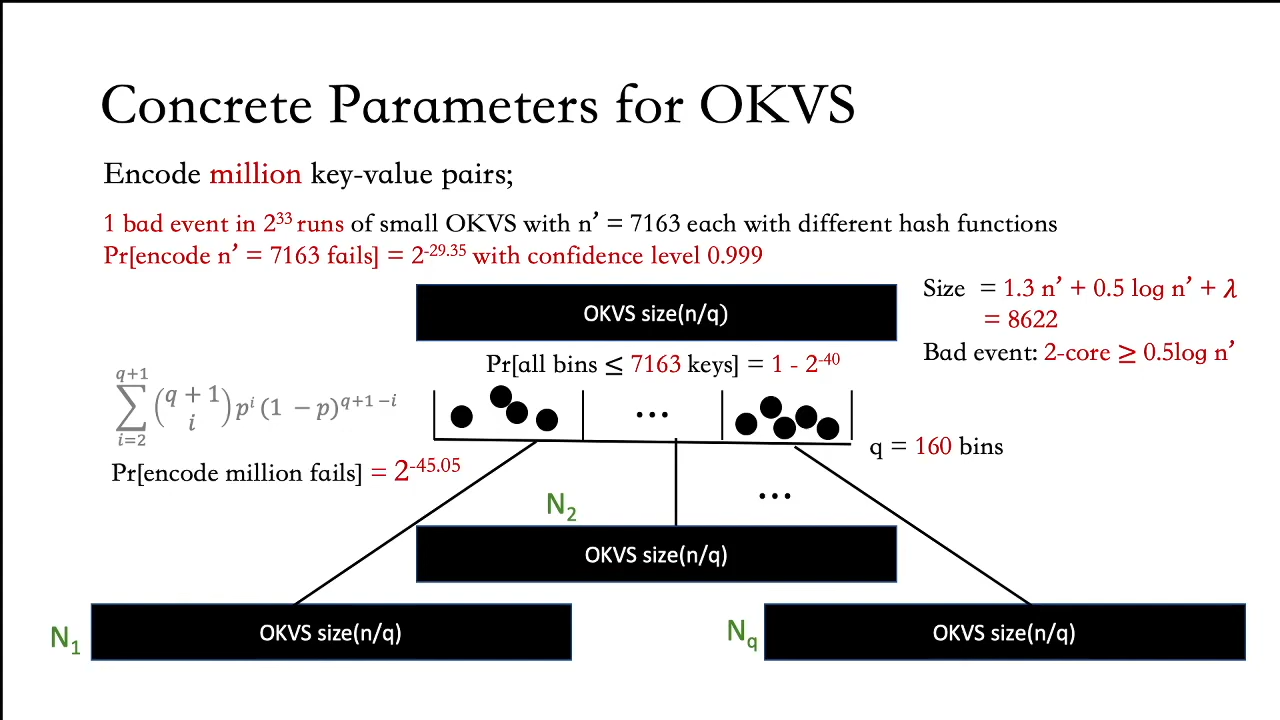 Concrete Parameters for OKVS
Encode million key-value pairs;
1 bad event in 2³³ runs of small OKVS with n’ = 7163 each with different hash functions
Pr[encode n’ = 7163 fails] = 2⁻²⁹·³⁵ with confidence level 0.999
OKVS size(n/q)
Size = 1.3 n’ + 0.5 log n’ + λ
= 8622
Bad event: 2-core ≥ 0.5log n’
Pr[all bins ≤ 7163 keys] = 1 - 2⁻⁴⁰
∑_{i=2}^{q+1} (q+1 choose i) pⁱ (1 − p)^{q+1−i}
...
q = 160 bins
Pr[encode million fails] = 2⁻⁴⁵·⁰⁵
N₂
...
OKVS size(n/q)
N₁
OKVS size(n/q)
N_q
OKVS size(n/q)